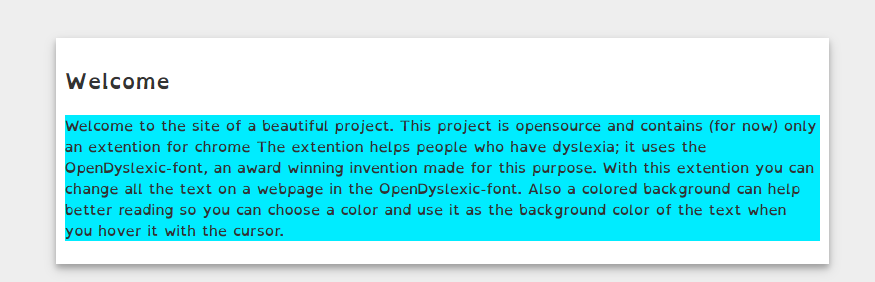 Welcome
Welcome to the site of a beautiful project. This project is opensource and contains (for now) only
an extention for chrome The extention helps people who have dyslexia; it uses the
OpenDyslexic-font, an award winning invention made for this purpose. With this extention you can
change all the text on a webpage in the OpenDyslexic-font. Also a colored background can help
better reading so you can choose a color and use it as the background color of the text when
you hover it with the cursor.